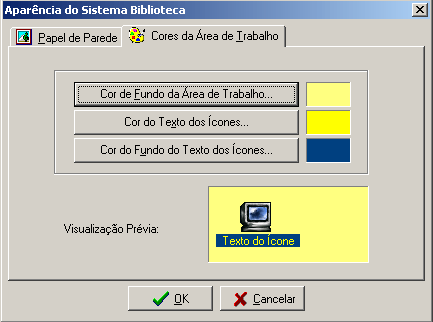 Aparência do Sistema Biblioteca
Papel de Parede
Cores da Área de Trabalho
Cor de Fundo da Área de Trabalho...
Cor do Texto dos Ícones...
Cor do Fundo do Texto dos Ícones...
Visualização Prévia:
Texto do Ícone
OK
Cancelar